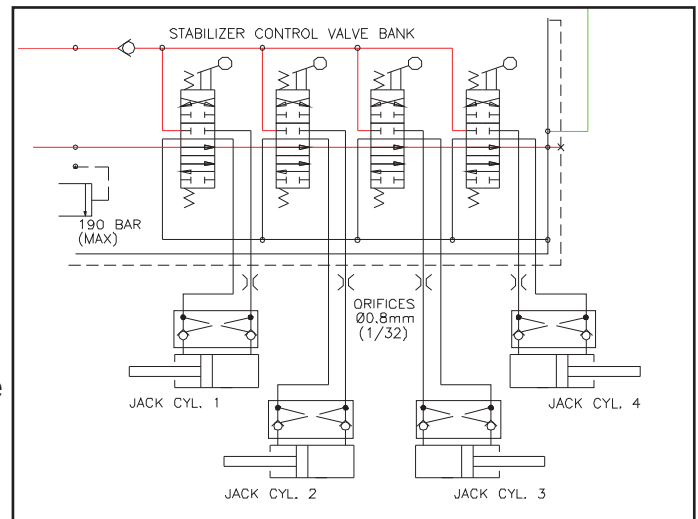 STABILIZER CONTROL VALVE BANK
190 BAR
(MAX)
ORIFICES
Ø0.8mm
(1/32)
JACK CYL. 1
JACK CYL. 4
JACK CYL. 2
JACK CYL. 3
e